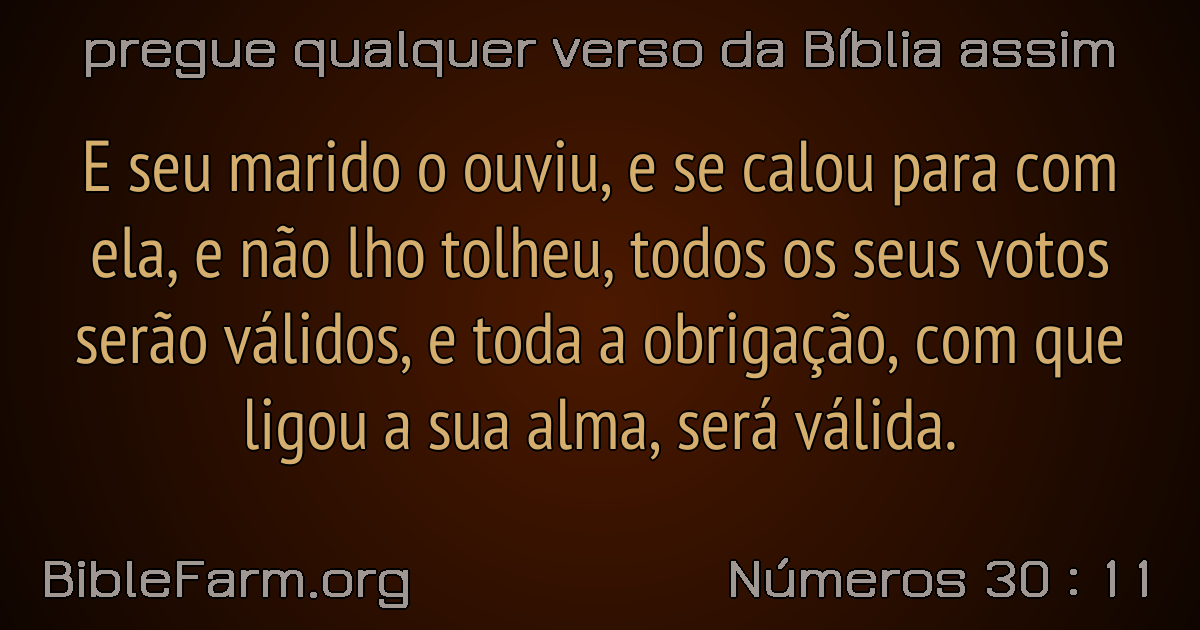 pregue qualquer verso da Bíblia assim
E seu marido o ouviu, e se calou para com
ela, e não lho tolheu, todos os seus votos
serão válidos, e toda a obrigação, com que
ligou a sua alma, será válida.
BibleFarm.org
Números 30 : 11